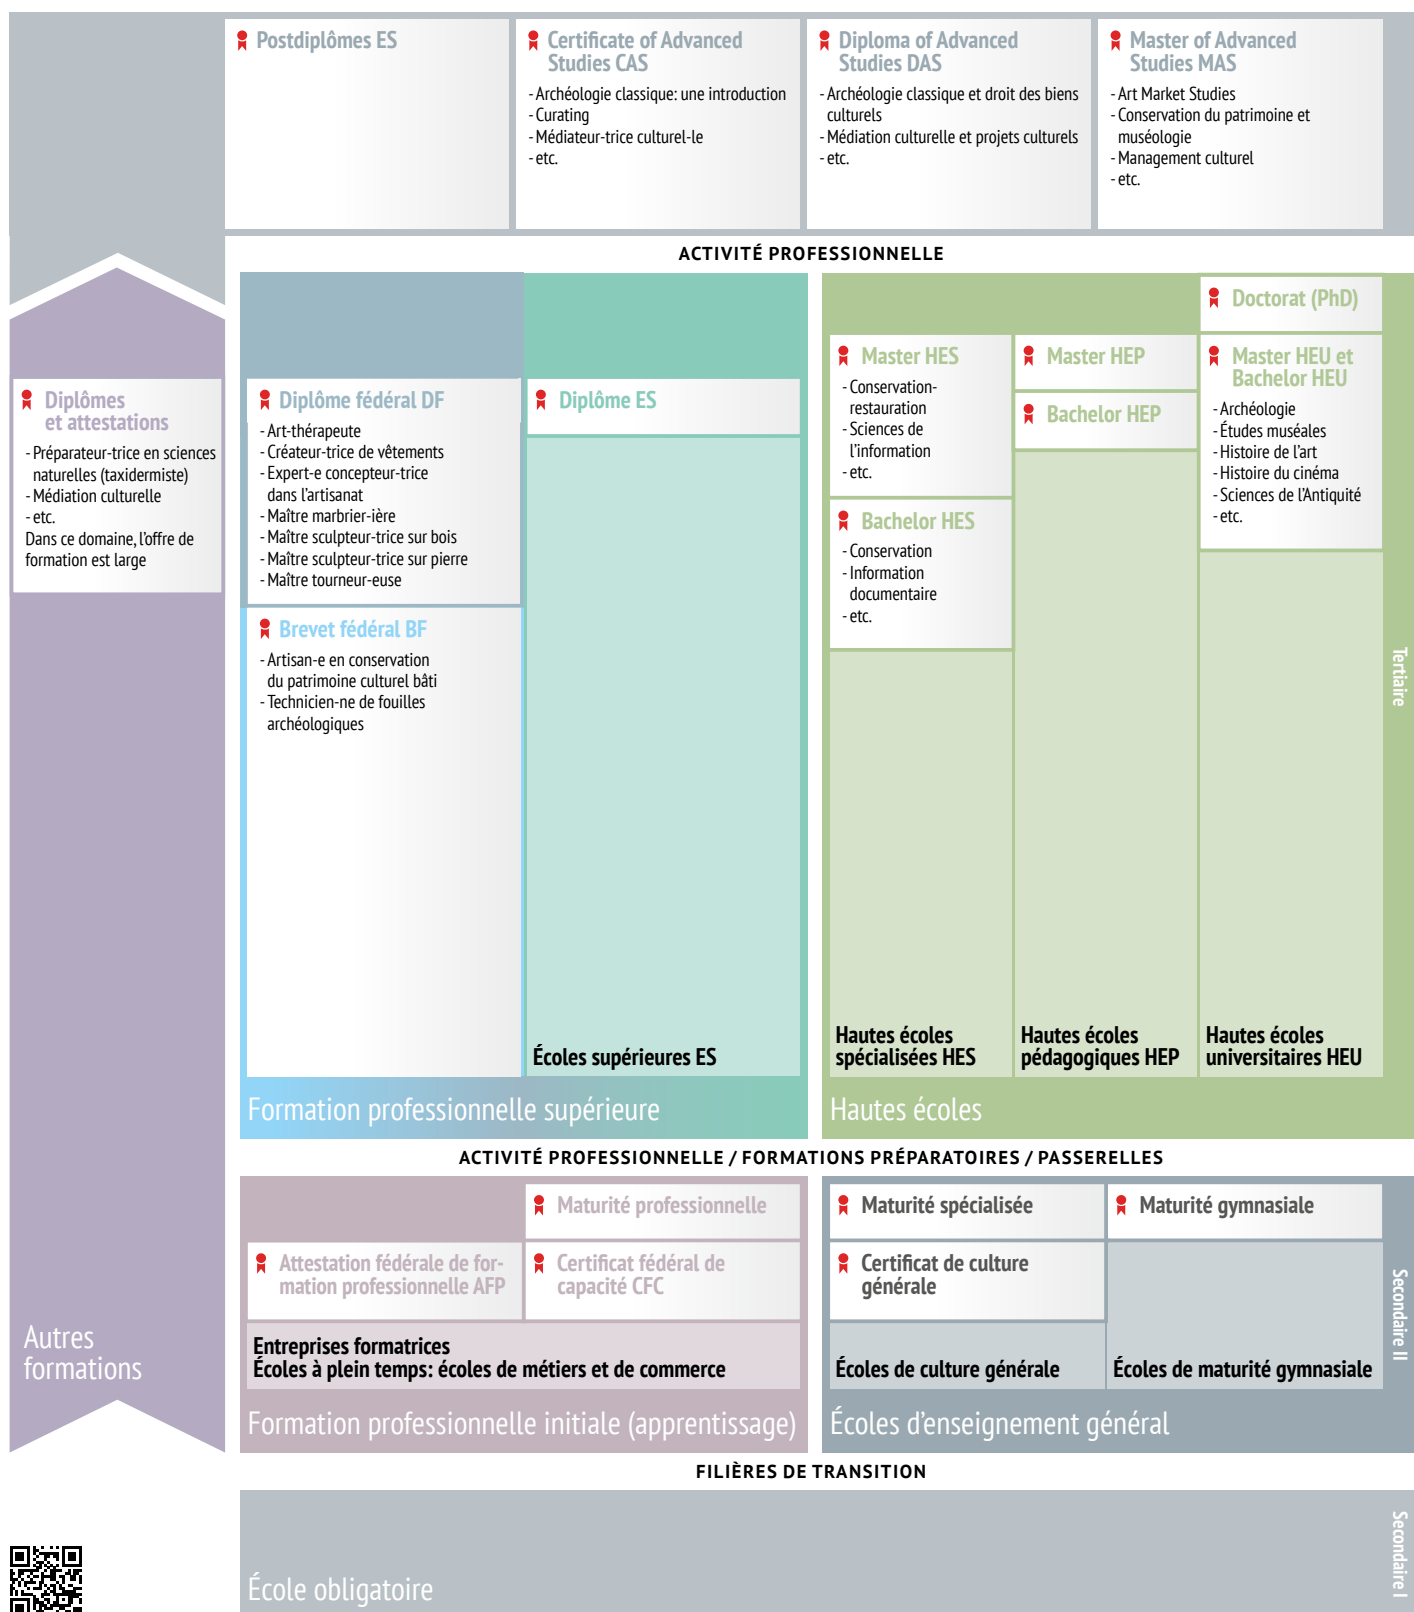 Postdiplômes ES
Certificate of Advanced
Studies CAS
- Archéologie classique: une introduction
- Curating
- Médiateur-trice culturel-le
- etc.
Diploma of Advanced
Studies DAS
- Archéologie classique et droit des biens
culturels
- Médiation culturelle et projets culturels
- etc.
Master of Advanced
Studies MAS
- Art Market Studies
- Conservation du patrimoine et
muséologie
- Management culturel
- etc.
ACTIVITÉ PROFESSIONNELLE
Diplômes
et attestations
- Préparateur-trice en sciences
naturelles (taxidermiste)
- Médiation culturelle
- etc.
Dans ce domaine, l'offre de
formation est large
Autres
formations
Diplôme fédéral DF
- Art-thérapeute
- Créateur-trice de vêtements
- Expert-e concepteur-trice
dans l'artisanat
- Maître marbrier-ière
- Maître sculpteur-trice sur bois
- Maître sculpteur-trice sur pierre
- Maître tourneur-euse
Brevet fédéral BF
- Artisan-e en conservation
du patrimoine culturel bâti
- Technicien-ne de fouilles
archéologiques
Diplôme ES
Écoles supérieures ES
Formation professionnelle supérieure
Master HES
- Conservation-
restauration
- Sciences de
l'information
- etc.
Bachelor HES
- Conservation
- Information
documentaire
- etc.
Hautes écoles
spécialisées HES
Master HEP
Bachelor HEP
Hautes écoles
pédagogiques HEP
Doctorat (PhD)
Master HEU et
Bachelor HEU
- Archéologie
- Études muséales
- Histoire de l'art
- Histoire du cinéma
- Sciences de l'Antiquité
- etc.
Hautes écoles
universitaires HEU
Hautes écoles
Tertiaire
ACTIVITÉ PROFESSIONNELLE / FORMATIONS PRÉPARATOIRES / PASSERELLES
Maturité professionnelle
Attestation fédérale de for-
mation professionnelle AFP
Certificat fédéral de
capacité CFC
Entreprises formatrices
Écoles à plein temps: écoles de métiers et de commerce
Formation professionnelle initiale (apprentissage)
Maturité spécialisée
Certificat de culture
générale
Écoles de culture générale
Maturité gymnasiale
Écoles de maturité gymnasiale
Écoles d'enseignement général
Secondaire II
FILIÈRES DE TRANSITION
École obligatoire
Secondaire I